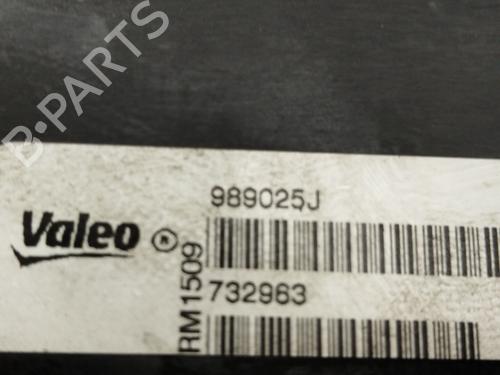 B-PARTS
989025J
Valeo ®
RM1509
732963